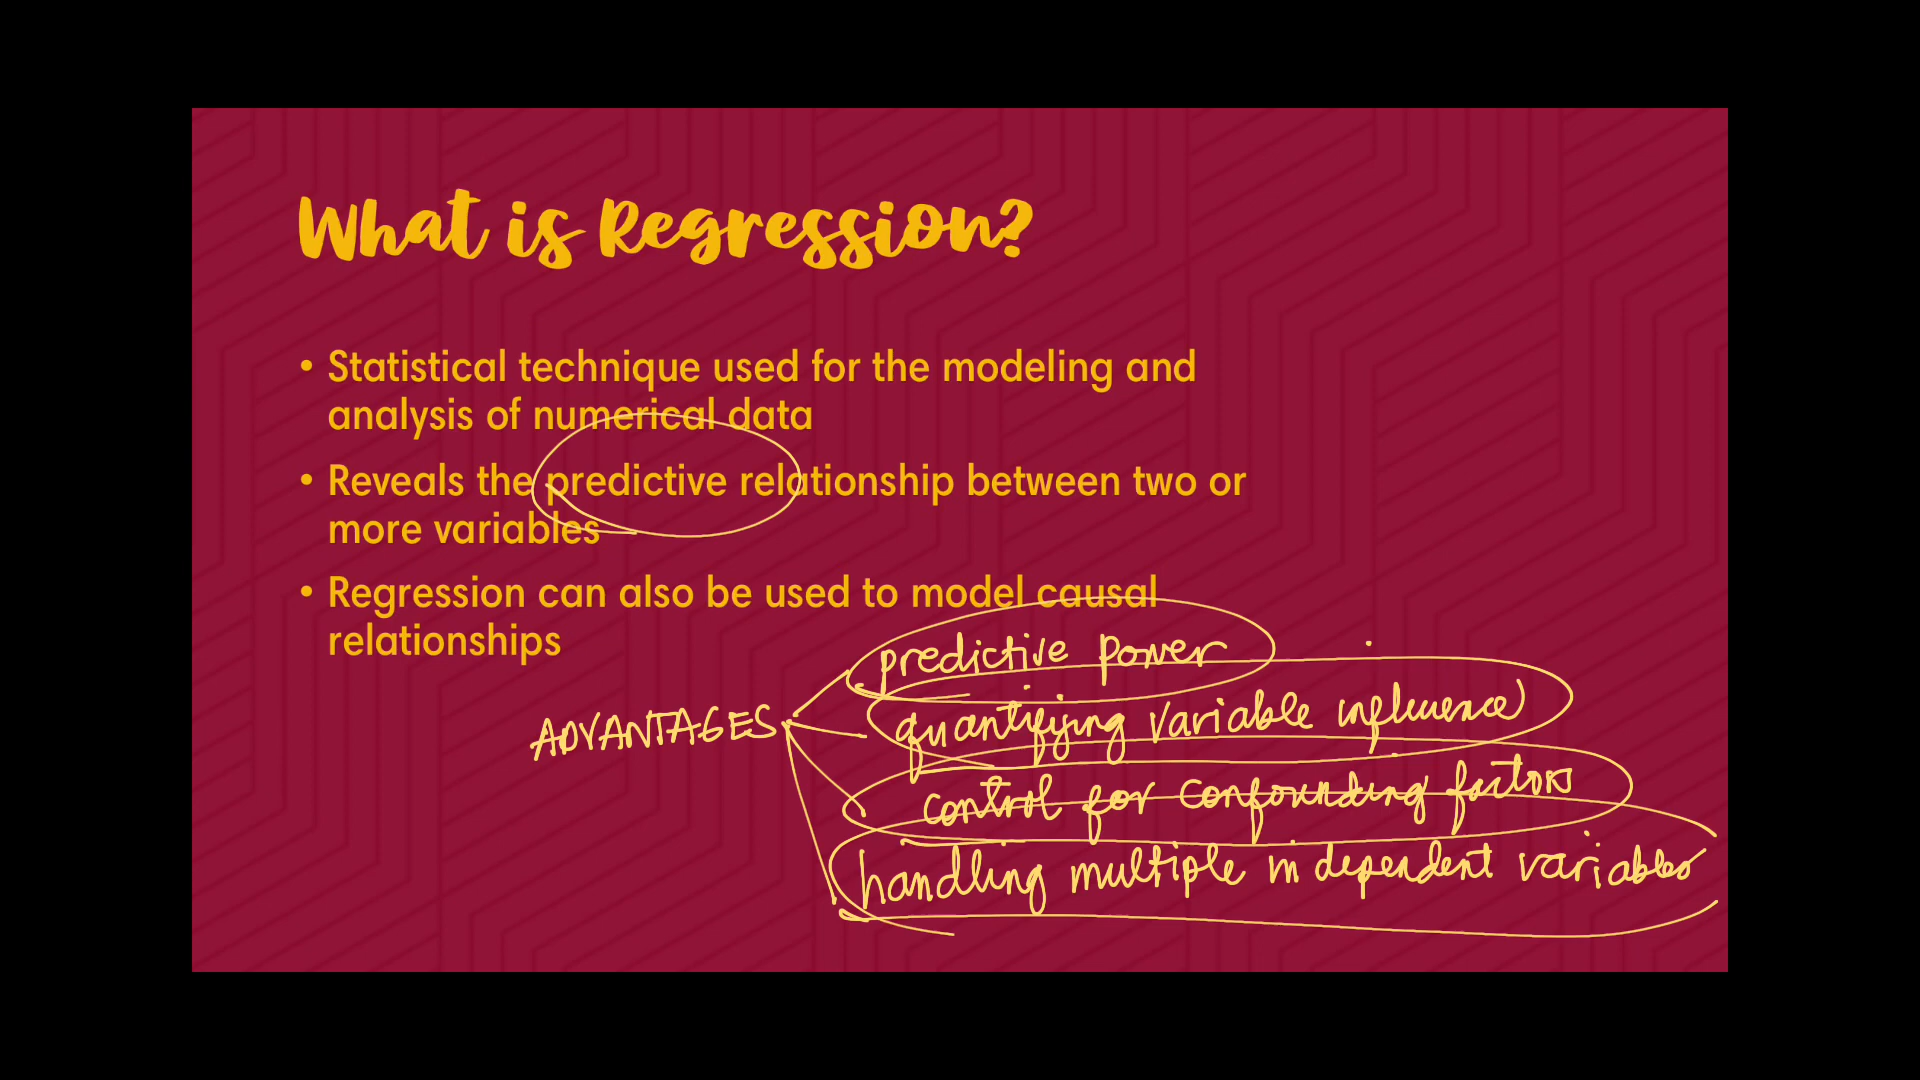 What is Regression?
• Statistical technique used for the modeling and
analysis of numerical data
• Reveals the predictive relationship between two or
more variables
• Regression can also be used to model causal
relationships
predictive power
ADVANTAGES
quantifying variable influence
control for confounding factors
handling multiple independent variables